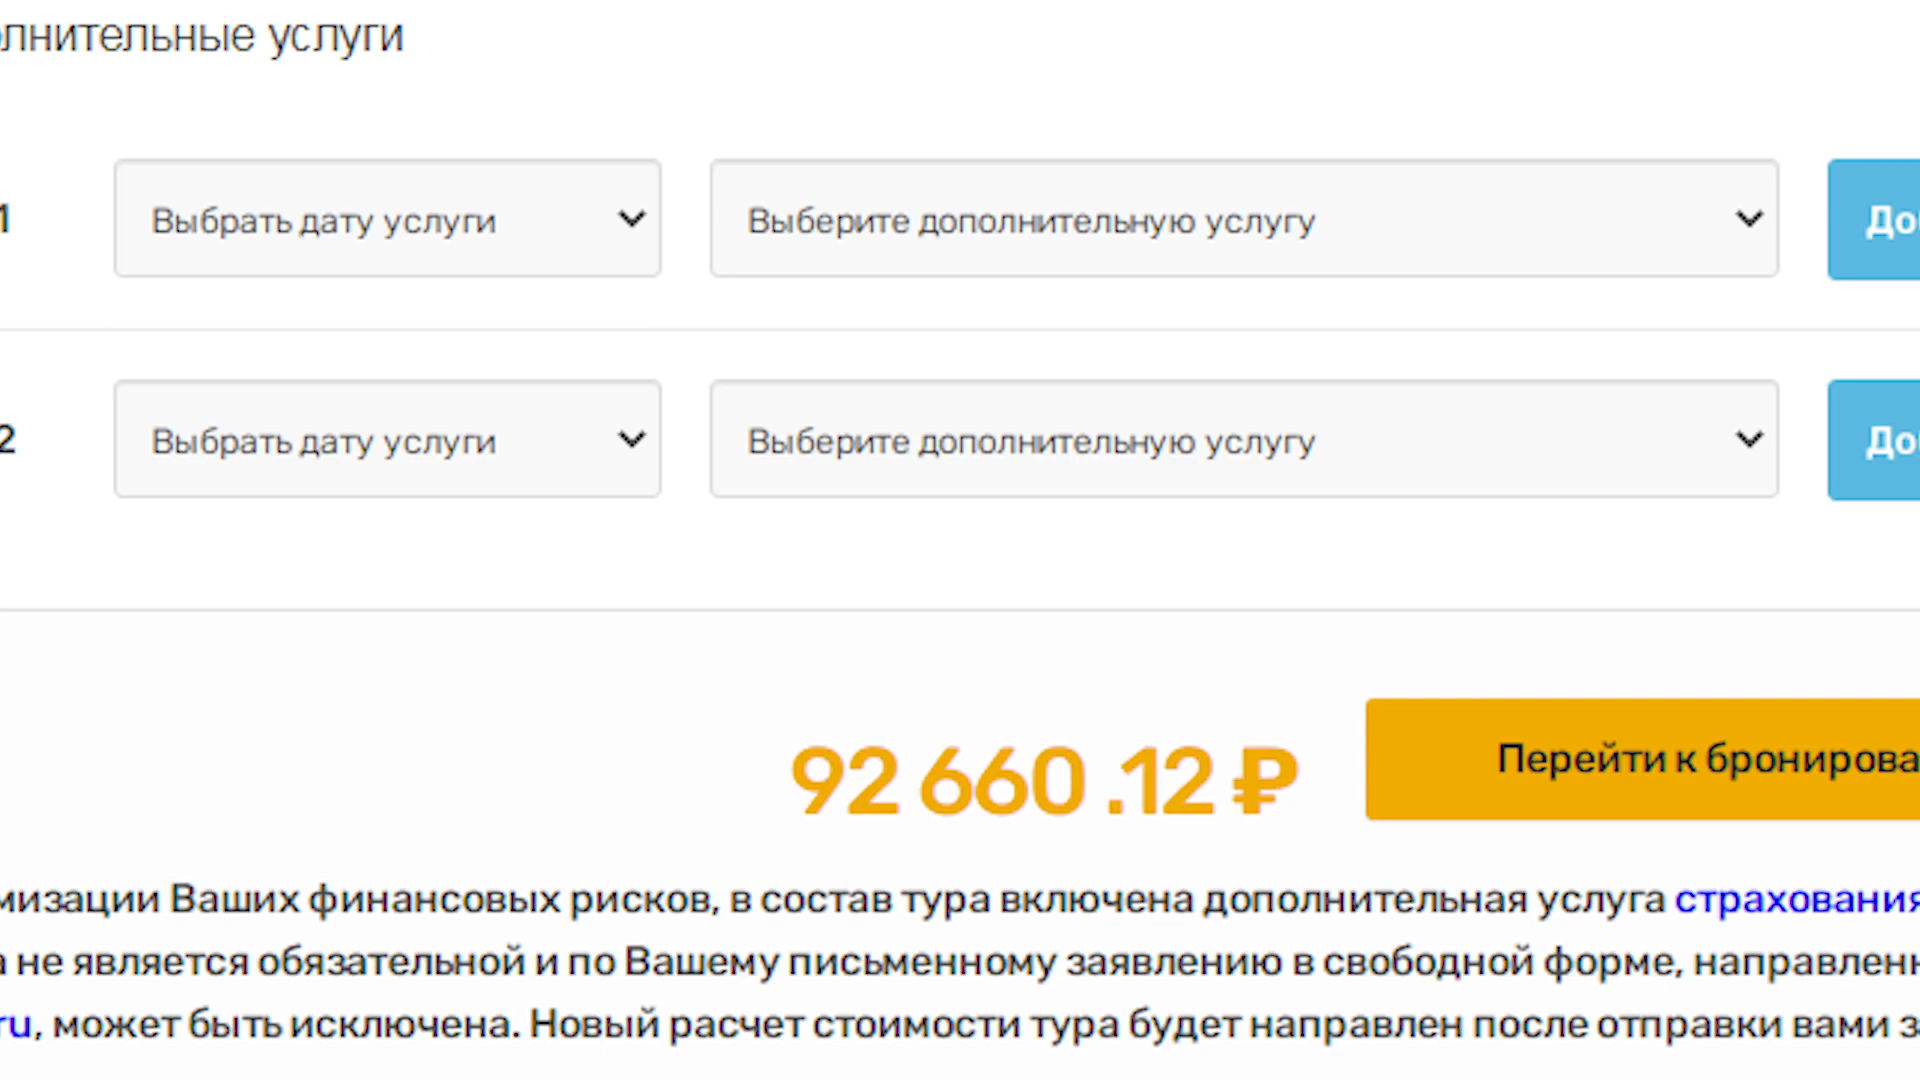 олнительные услуги
1 Выбрать дату услуги Выберите дополнительную услугу До
2 Выбрать дату услуги Выберите дополнительную услугу До
92 660 .12 ₽ Перейти к бронирова
мизации Ваших финансовых рисков, в состав тура включена дополнительная услуга страхования
а не является обязательной и по Вашему письменному заявлению в свободной форме, направленн
ru, может быть исключена. Новый расчет стоимости тура будет направлен после отправки вами з